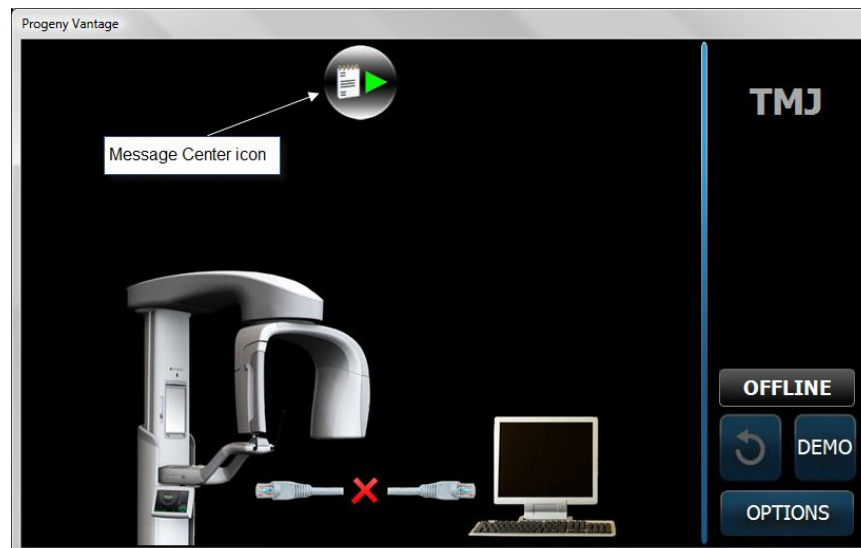 Progeny Vantage
Message Center icon
TMJ
OFFLINE
DEMO
OPTIONS